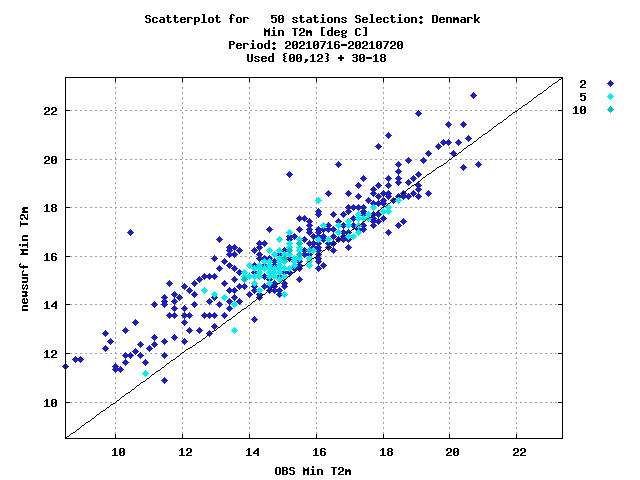 Scatterplot for   50 stations Selection: Denmark
Min T2m [deg C]
Period: 20210716-20210720
Used {00,12} + 30-18
2
5
10
22
20
18
16
14
12
10
newsurf Min T2m
10 12 14 16 18 20 22
OBS Min T2m